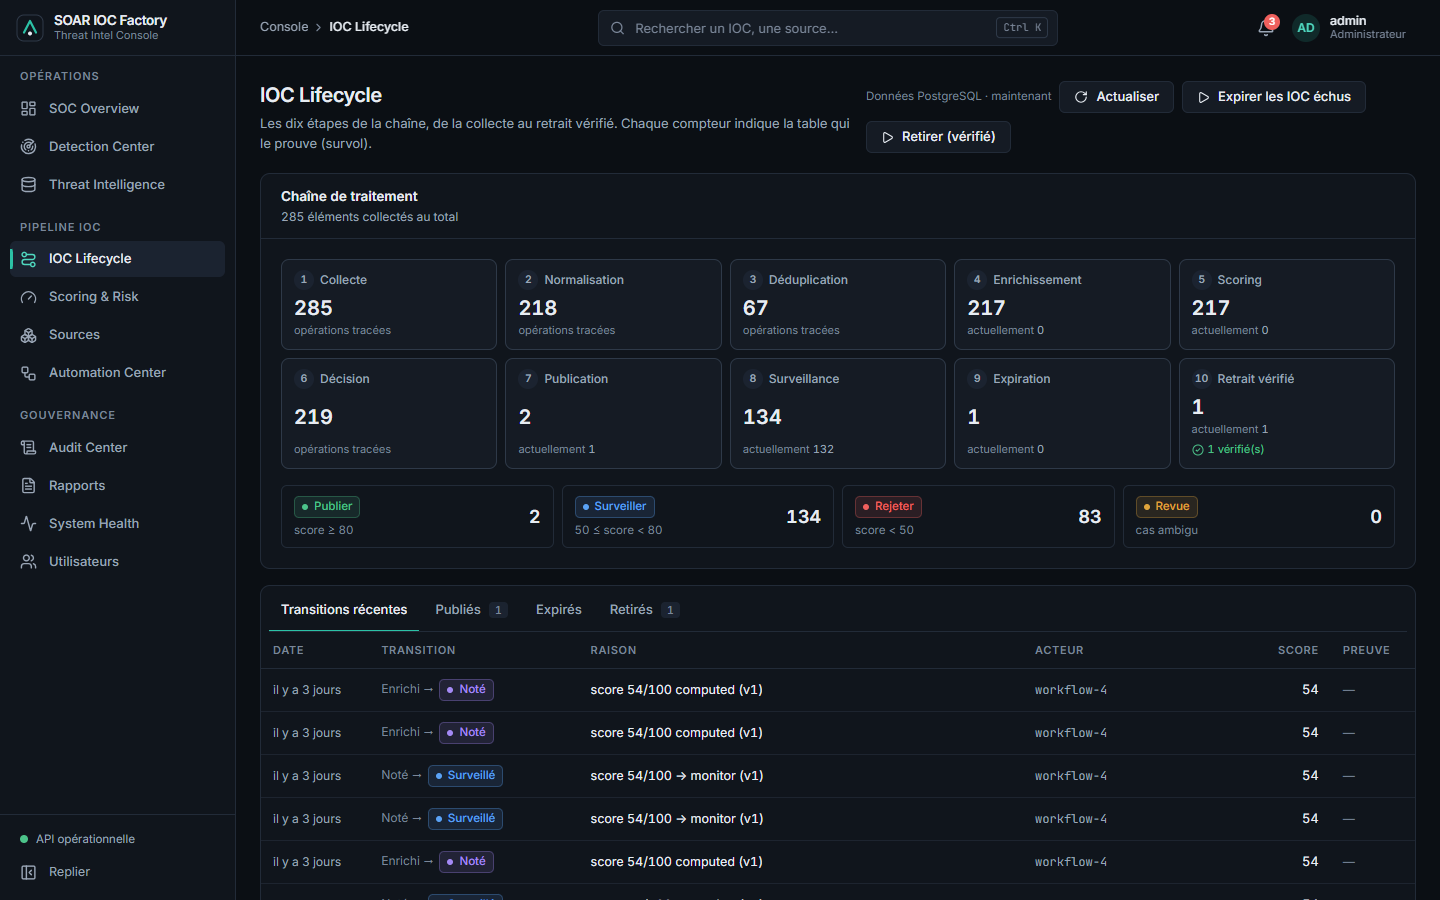 SOAR IOC Factory
Threat Intel Console
OPÉRATIONS
SOC Overview
Detection Center
Threat Intelligence
PIPELINE IOC
IOC Lifecycle
Scoring & Risk
Sources
Automation Center
GOUVERNANCE
Audit Center
Rapports
System Health
Utilisateurs
API opérationnelle
Replier
Console > IOC Lifecycle
Rechercher un IOC, une source...
Ctrl K
3
AD
admin
Administrateur
IOC Lifecycle
Les dix étapes de la chaîne, de la collecte au retrait vérifié. Chaque compteur indique la table qui
le prouve (survol).
Données PostgreSQL · maintenant
Actualiser
Expirer les IOC échus
Retirer (vérifié)
Chaîne de traitement
285 éléments collectés au total
1 Collecte
285
opérations tracées
2 Normalisation
218
opérations tracées
3 Déduplication
67
opérations tracées
4 Enrichissement
217
actuellement 0
5 Scoring
217
actuellement 0
6 Décision
219
opérations tracées
7 Publication
2
actuellement 1
8 Surveillance
134
actuellement 132
9 Expiration
1
actuellement 0
10 Retrait vérifié
1
actuellement 1
1 vérifié(s)
Publier
score ≥ 80
2
Surveiller
50 ≤ score < 80
134
Rejeter
score < 50
83
Revue
cas ambigu
0
Transitions récentes
Publiés 1
Expirés
Retirés 1
DATE TRANSITION RAISON ACTEUR SCORE PREUVE
il y a 3 jours Enrichi → Noté score 54/100 computed (v1) workflow-4 54 —
il y a 3 jours Enrichi → Noté score 54/100 computed (v1) workflow-4 54 —
il y a 3 jours Noté → Surveillé score 54/100 → monitor (v1) workflow-4 54 —
il y a 3 jours Noté → Surveillé score 54/100 → monitor (v1) workflow-4 54 —
il y a 3 jours Enrichi → Noté score 54/100 computed (v1) workflow-4 54 —